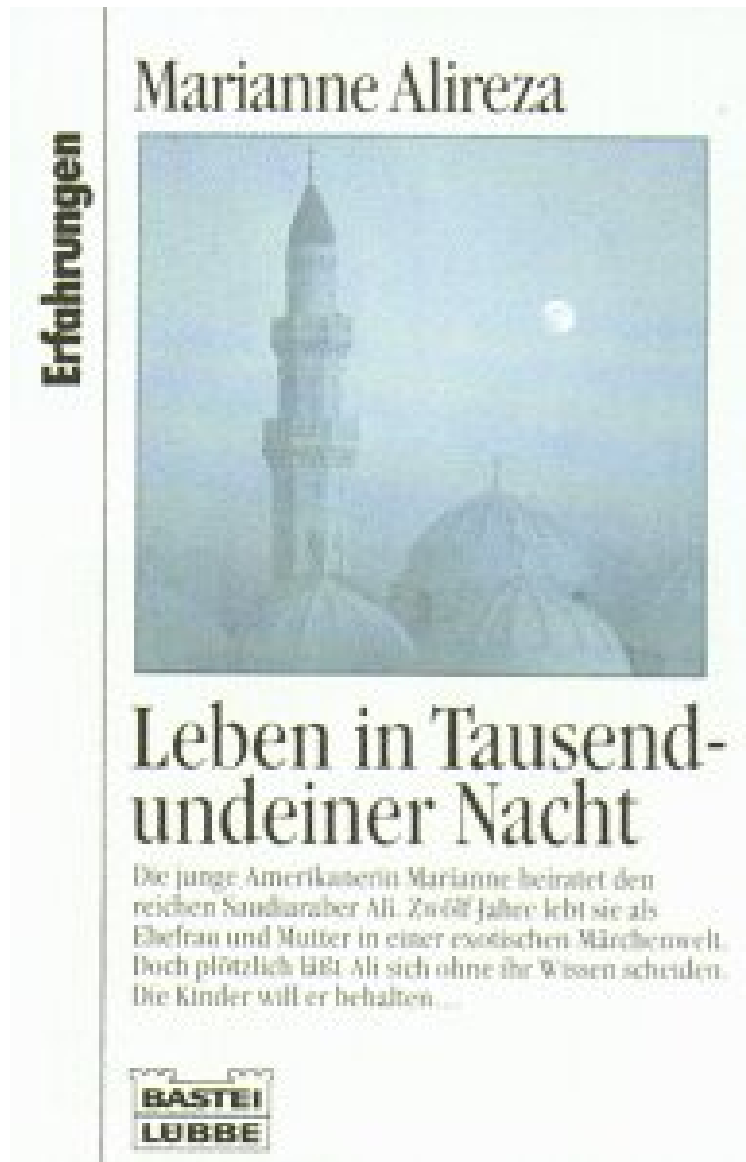 Marianne Alireza
Erfahrungen
Leben in Tausend-
undeiner Nacht
Die junge Amerikanerin Marianne heiratet den
reichen Saudiaraber Ali. Zwölf Jahre lebt sie als
Ehefrau und Mutter in einer exotischen Märchenwelt.
Doch plötzlich läßt Ali sich ohne ihr Wissen scheiden.
Die Kinder will er behalten...
BASTEI
LÜBBE